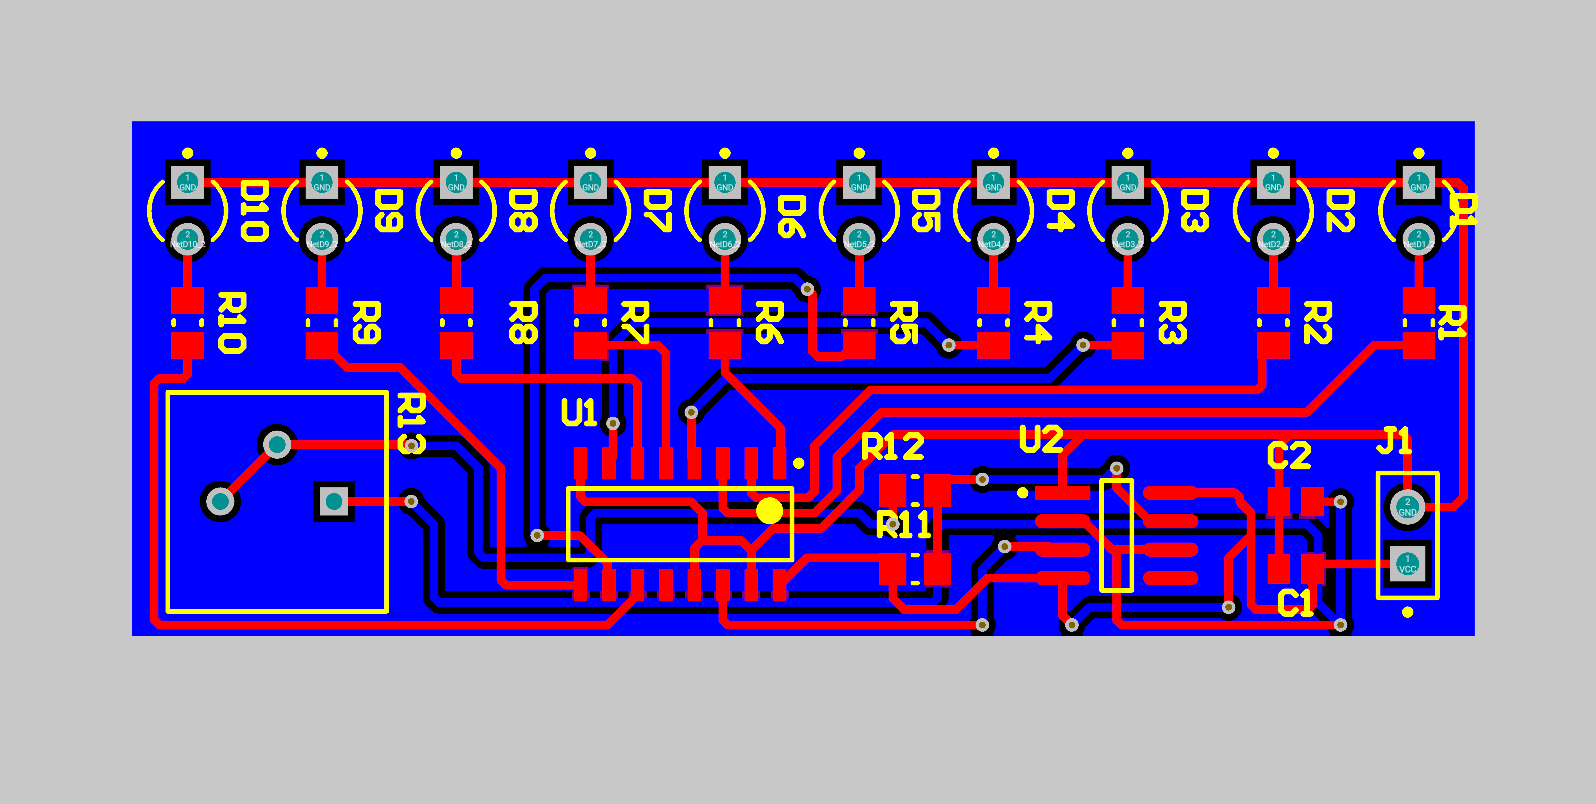 1 GND
1 GND
1 GND
1 GND
1 GND
1 GND
1 GND
1 GND
1 GND
1 GND
D10
D9
D8
D7
D6
D5
D4
D3
D2
D1
2 NetD10_2
2 NetD9_2
2 NetD8_2
2 NetD7_2
2 NetD6_2
2 NetD5_2
2 NetD4_2
2 NetD3_2
2 NetD2_2
2 NetD1_2
R10
R9
R8
R7
R6
R5
R4
R3
R2
R1
R13
U1
R12
U2
C2
J1
R11
2 GND
1 VCC
C1